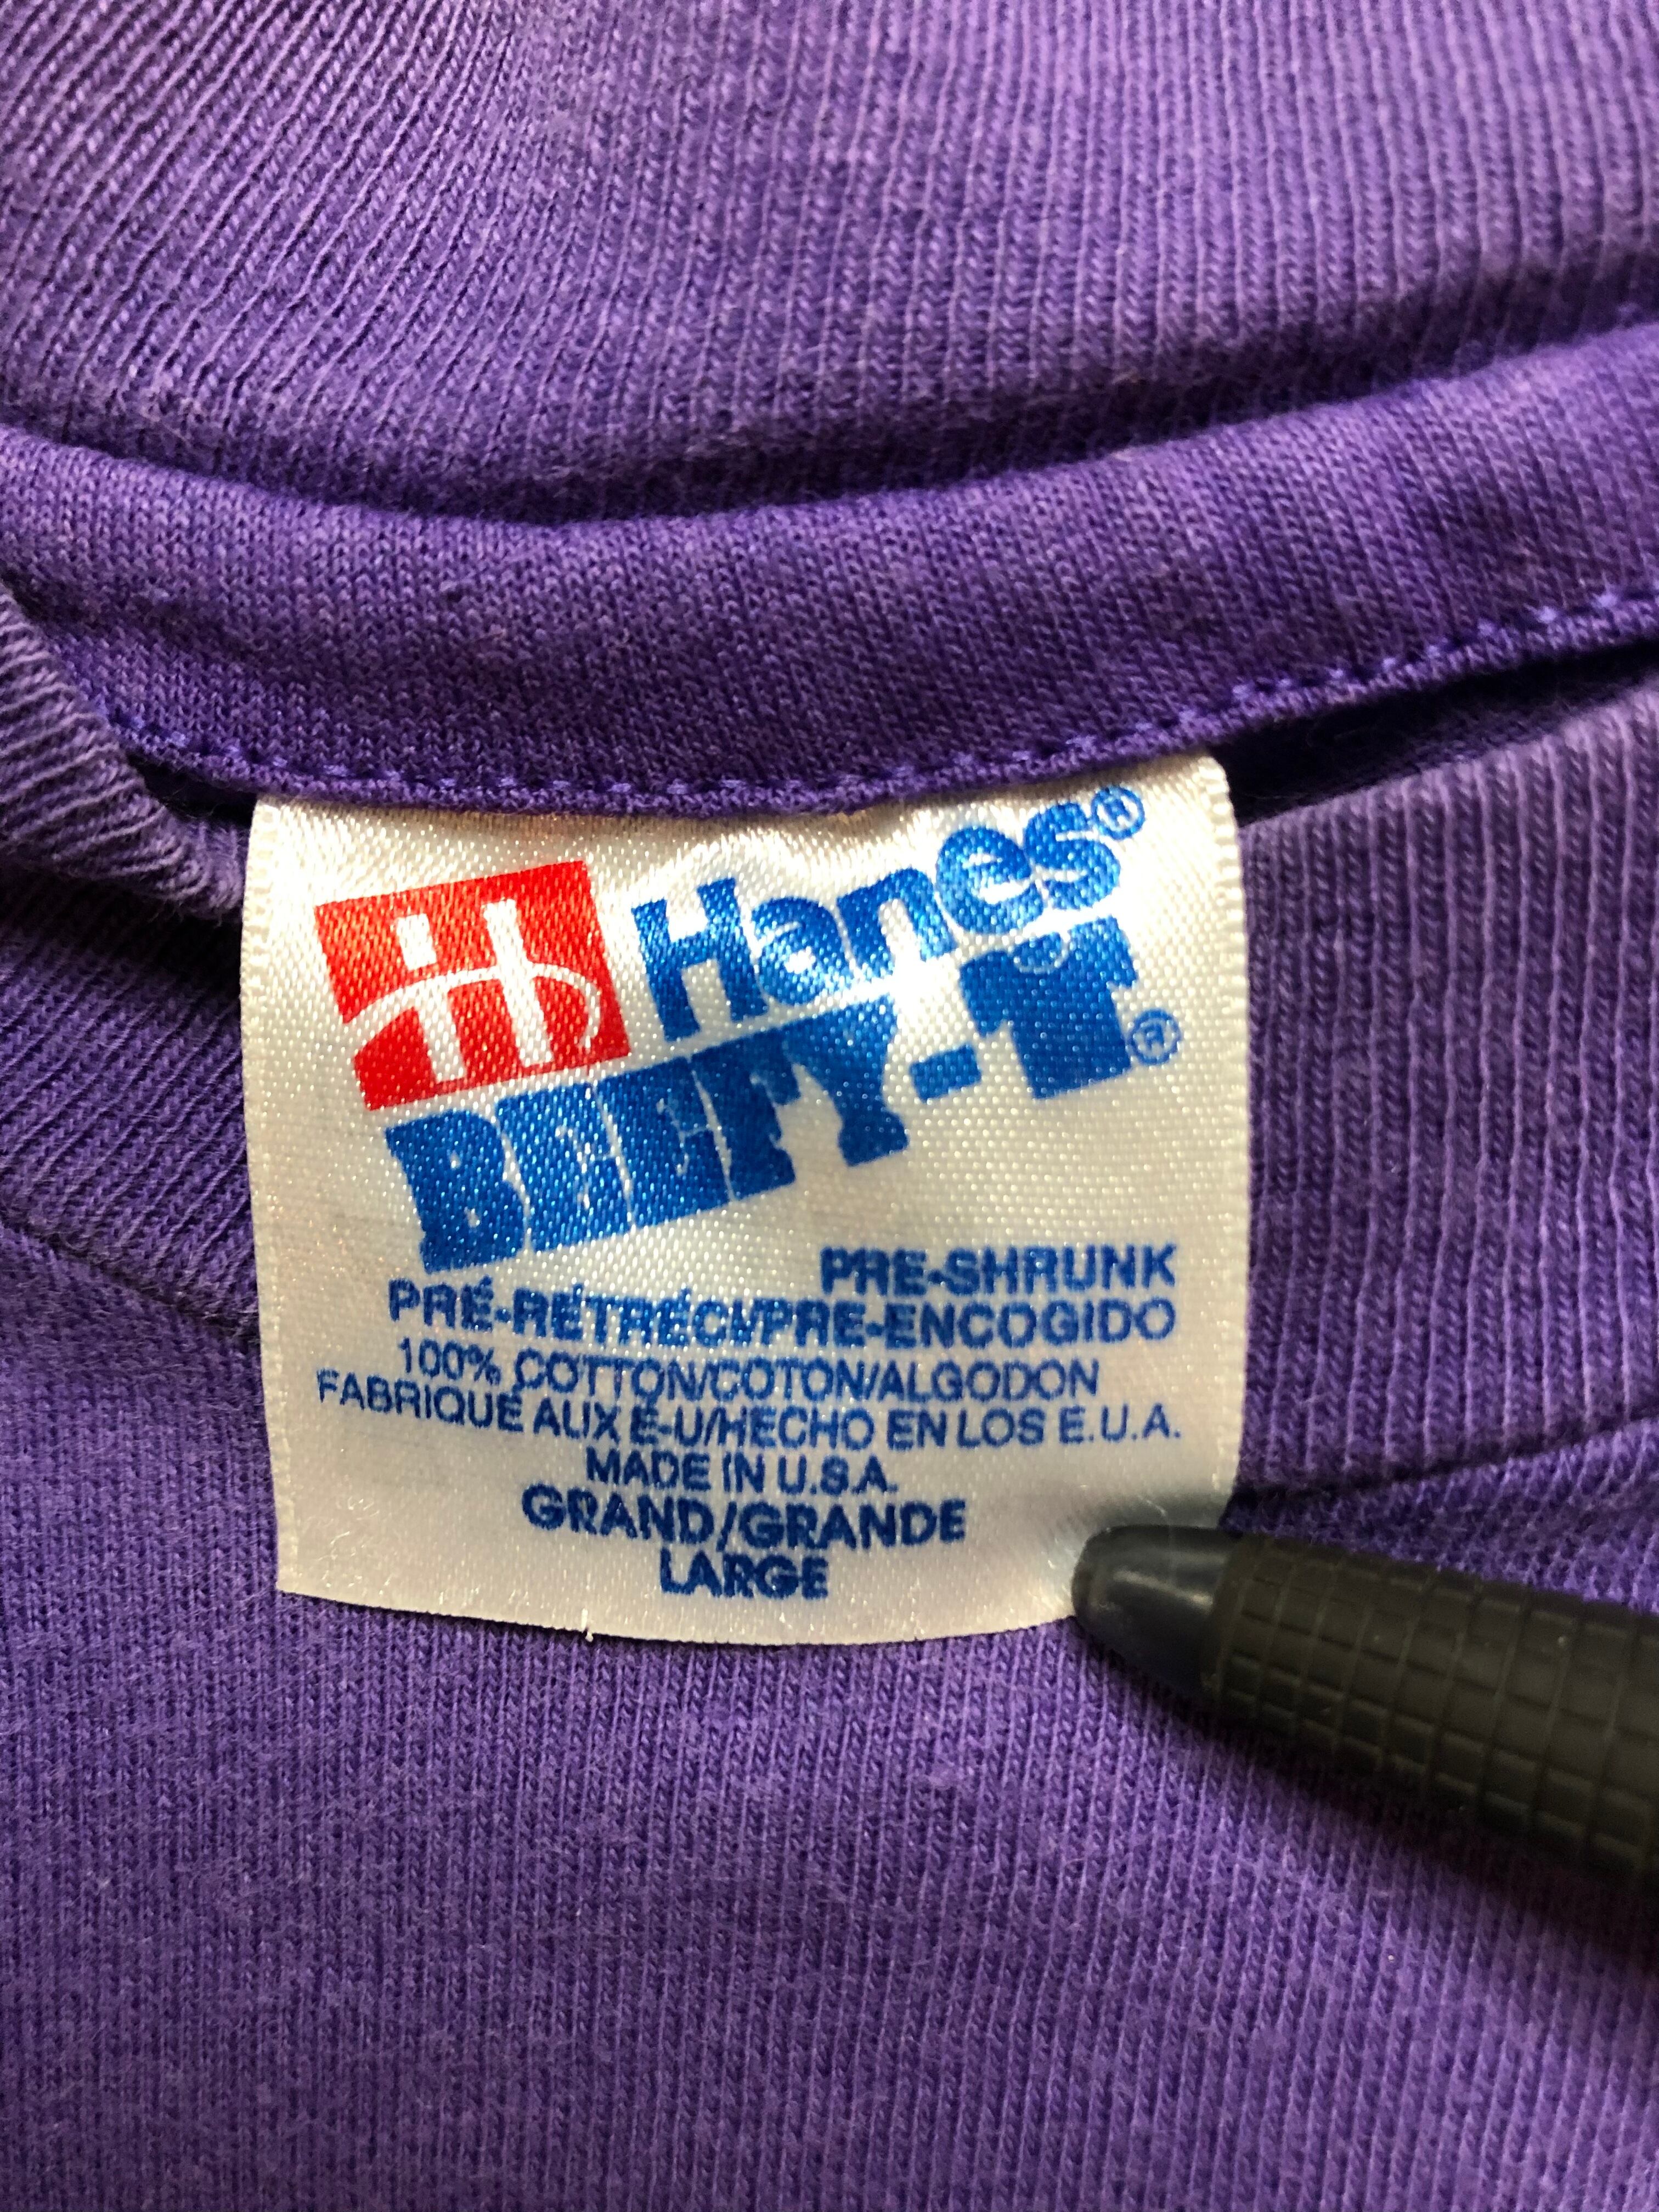 Hanes®
BEEFY-T®
PRE-SHRUNK
PRÉ-RÉTRÉCI/PRE-ENCOGIDO
100% COTTON/COTON/ALGODON
FABRIQUÉ AUX É-U/HECHO EN LOS E.U.A.
MADE IN U.S.A.
GRAND/GRANDE
LARGE